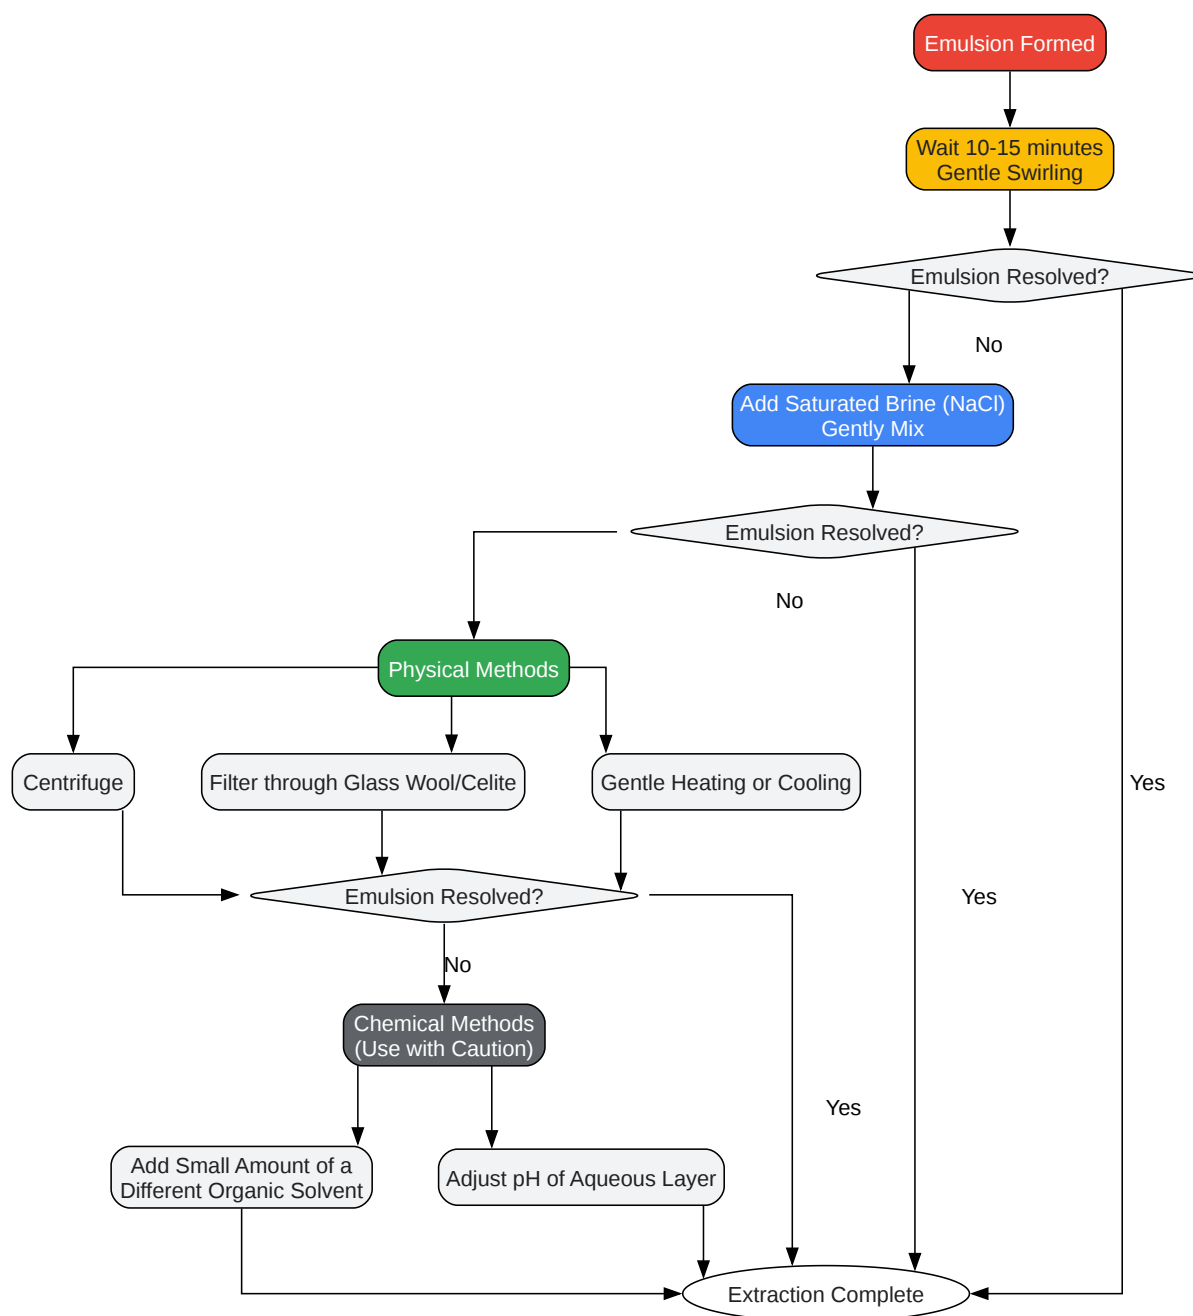 Emulsion Formed
Wait 10-15 minutes
Gentle Swirling
Emulsion Resolved?
No
Add Saturated Brine (NaCl)
Gently Mix
Emulsion Resolved?
No
Physical Methods
Centrifuge
Filter through Glass Wool/Celite
Gentle Heating or Cooling
Yes
Emulsion Resolved?
Yes
No
Chemical Methods
(Use with Caution)
Yes
Add Small Amount of a
Different Organic Solvent
Adjust pH of Aqueous Layer
Extraction Complete